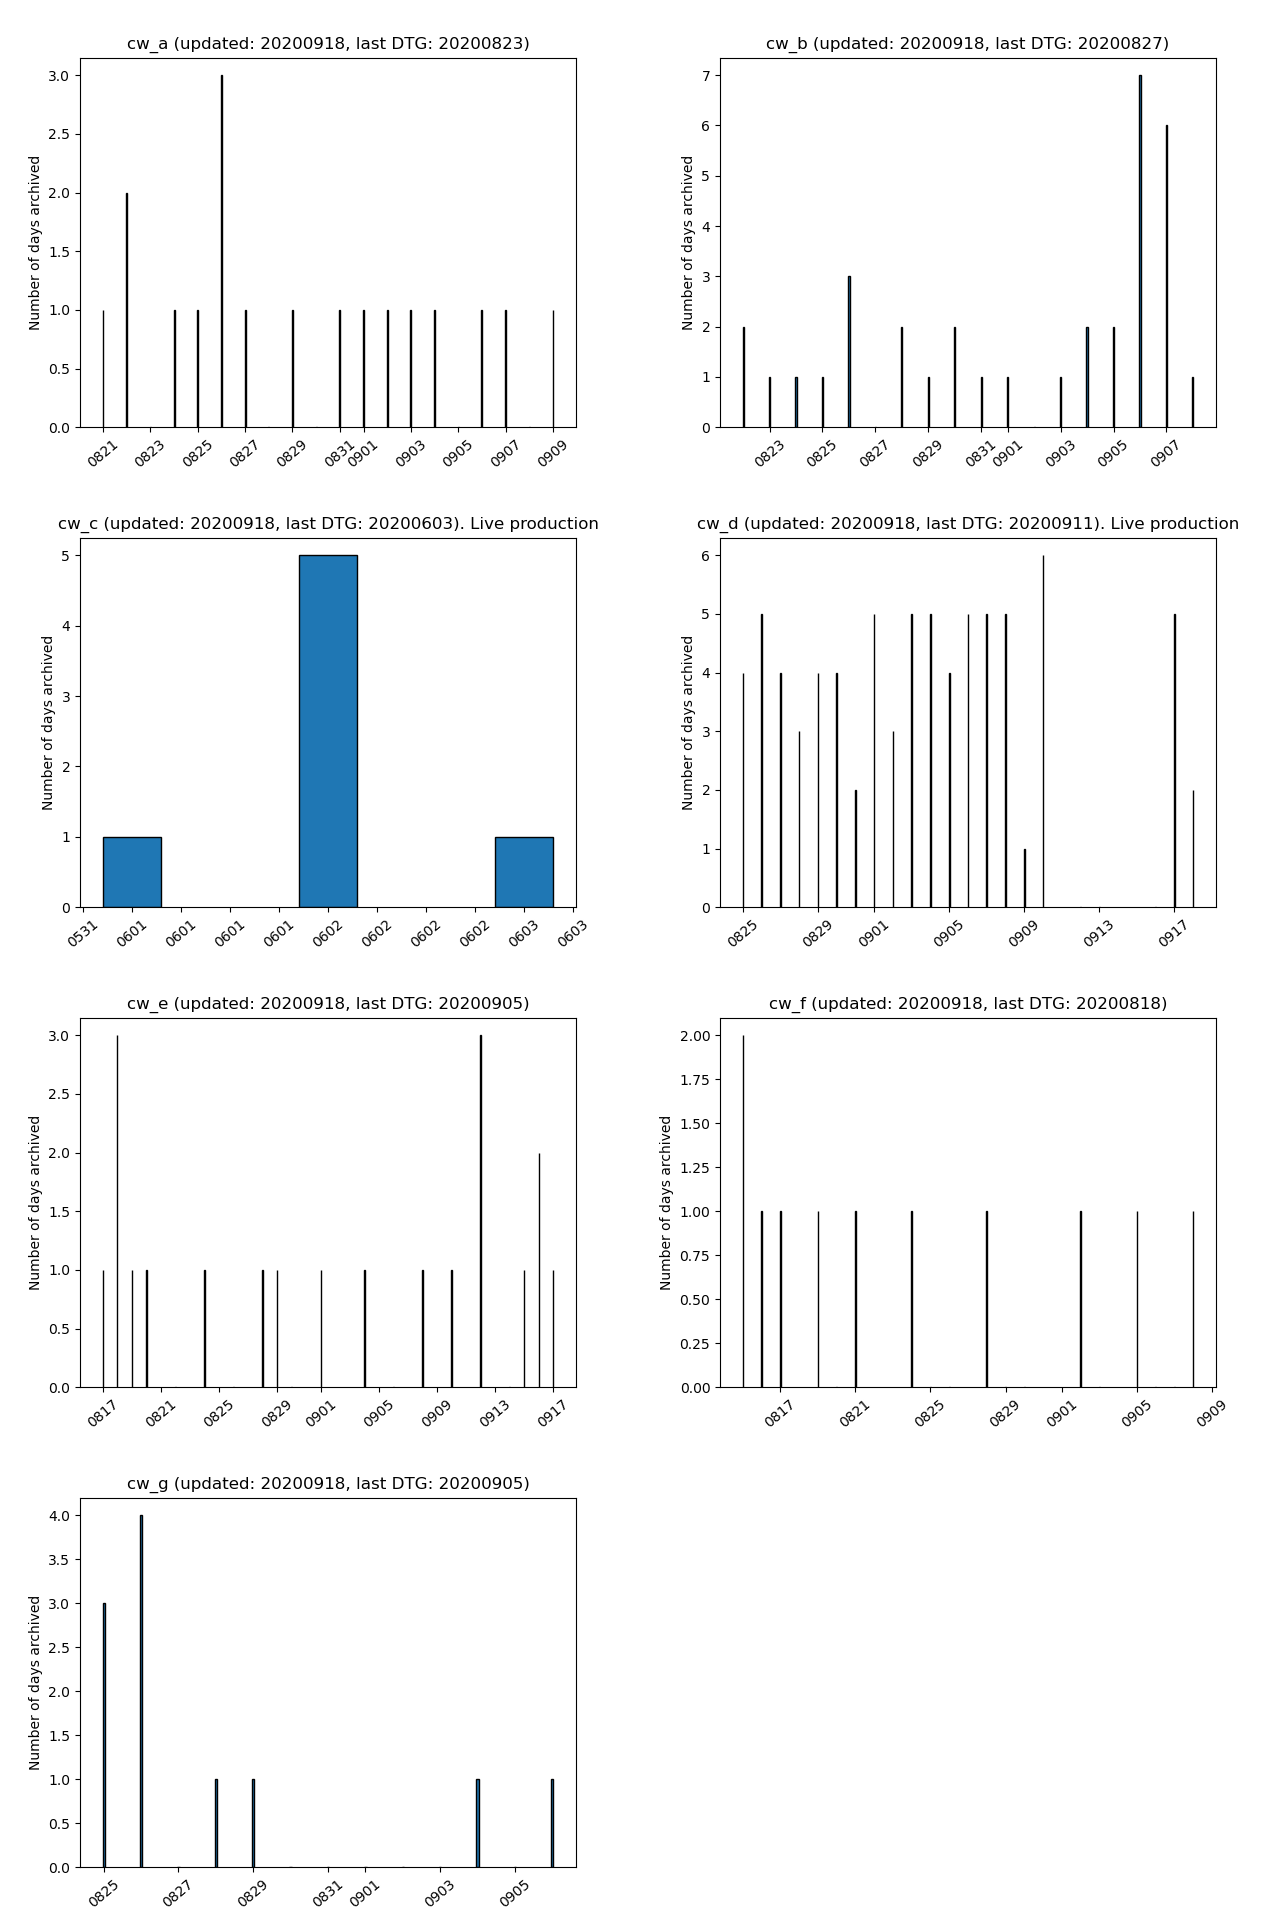 cw_a (updated: 20200918, last DTG: 20200823)
Number of days archived
3.0
2.5
2.0
1.5
1.0
0.5
0.0
0821 0823 0825 0827 0829 0831 0901 0903 0905 0907 0909
cw_b (updated: 20200918, last DTG: 20200827)
Number of days archived
7
6
5
4
3
2
1
0
0823 0825 0827 0829 0831 0901 0903 0905 0907
cw_c (updated: 20200918, last DTG: 20200603). Live production
Number of days archived
5
4
3
2
1
0
0531 0601 0601 0601 0601 0602 0602 0602 0602 0603 0603
cw_d (updated: 20200918, last DTG: 20200911). Live production
Number of days archived
6
5
4
3
2
1
0
0825 0829 0901 0905 0909 0913 0917
cw_e (updated: 20200918, last DTG: 20200905)
Number of days archived
3.0
2.5
2.0
1.5
1.0
0.5
0.0
0817 0821 0825 0829 0901 0905 0909 0913 0917
cw_f (updated: 20200918, last DTG: 20200818)
Number of days archived
2.00
1.75
1.50
1.25
1.00
0.75
0.50
0.25
0.00
0817 0821 0825 0829 0901 0905 0909
cw_g (updated: 20200918, last DTG: 20200905)
Number of days archived
4.0
3.5
3.0
2.5
2.0
1.5
1.0
0.5
0.0
0825 0827 0829 0831 0901 0903 0905